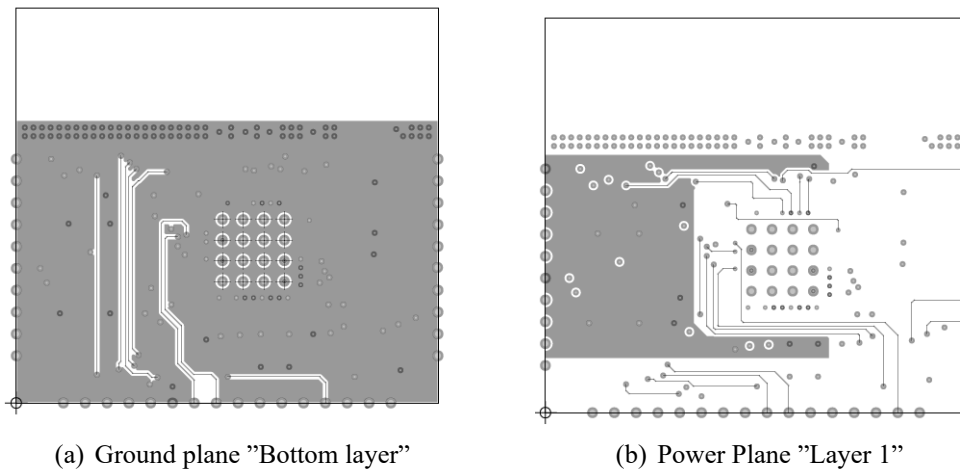 (a) Ground plane ”Bottom layer”
(b) Power Plane ”Layer 1”